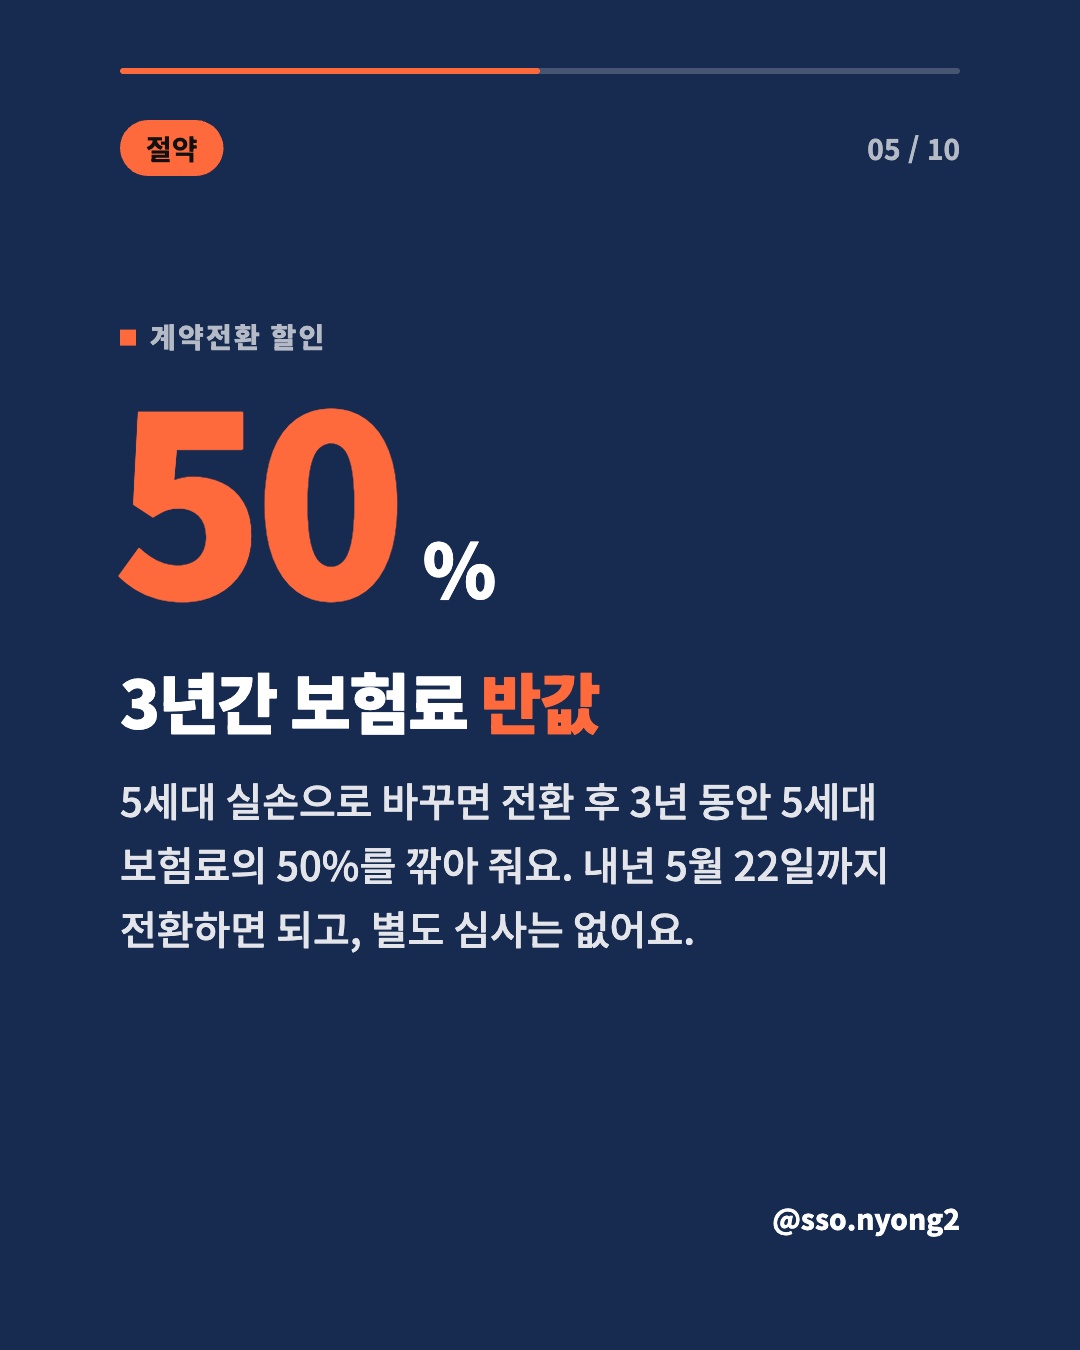 절약
05 / 10
계약전환 할인
50 %
3년간 보험료 반값
5세대 실손으로 바꾸면 전환 후 3년 동안 5세대
보험료의 50%를 깎아 줘요. 내년 5월 22일까지
전환하면 되고, 별도 심사는 없어요.
@sso.nyong2